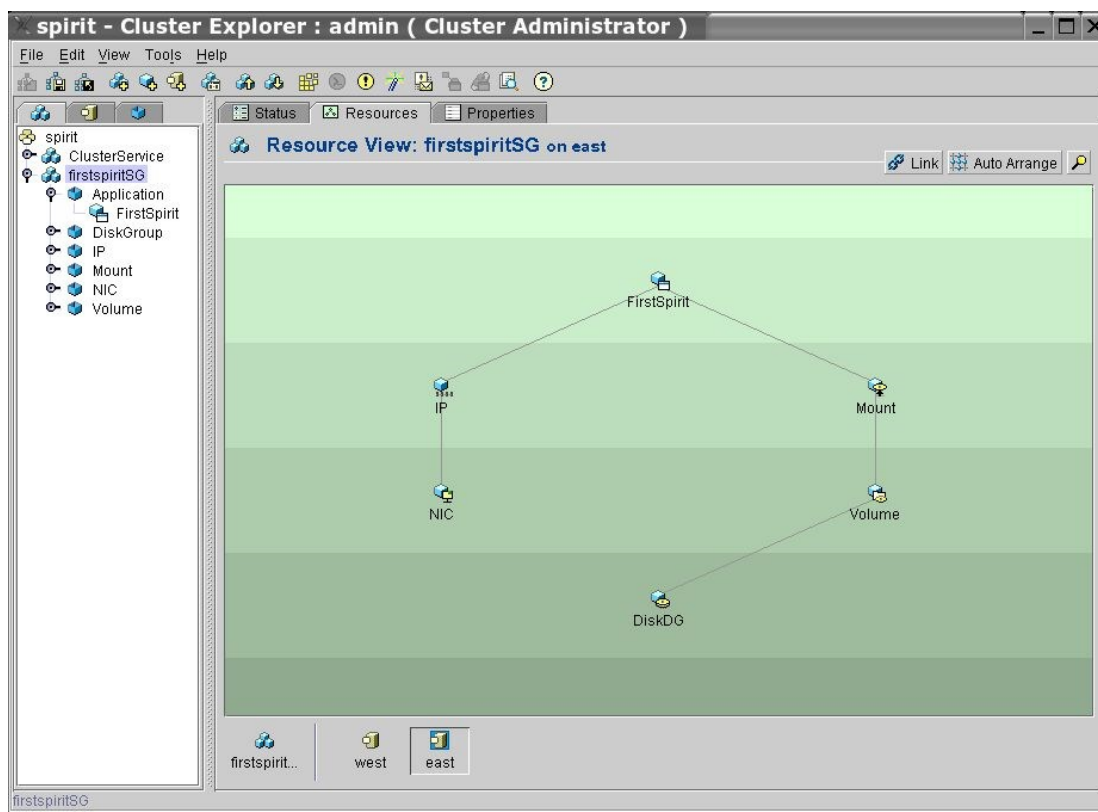 spirit - Cluster Explorer : admin ( Cluster Administrator )
File Edit View Tools Help
Status Resources Properties
spirit
ClusterService
firstspiritSG
Application
FirstSpirit
DiskGroup
IP
Mount
NIC
Volume
Resource View: firstspiritSG on east
Link Auto Arrange
FirstSpirit
IP Mount
NIC Volume
DiskDG
firstspirit... west east
firstspiritSG